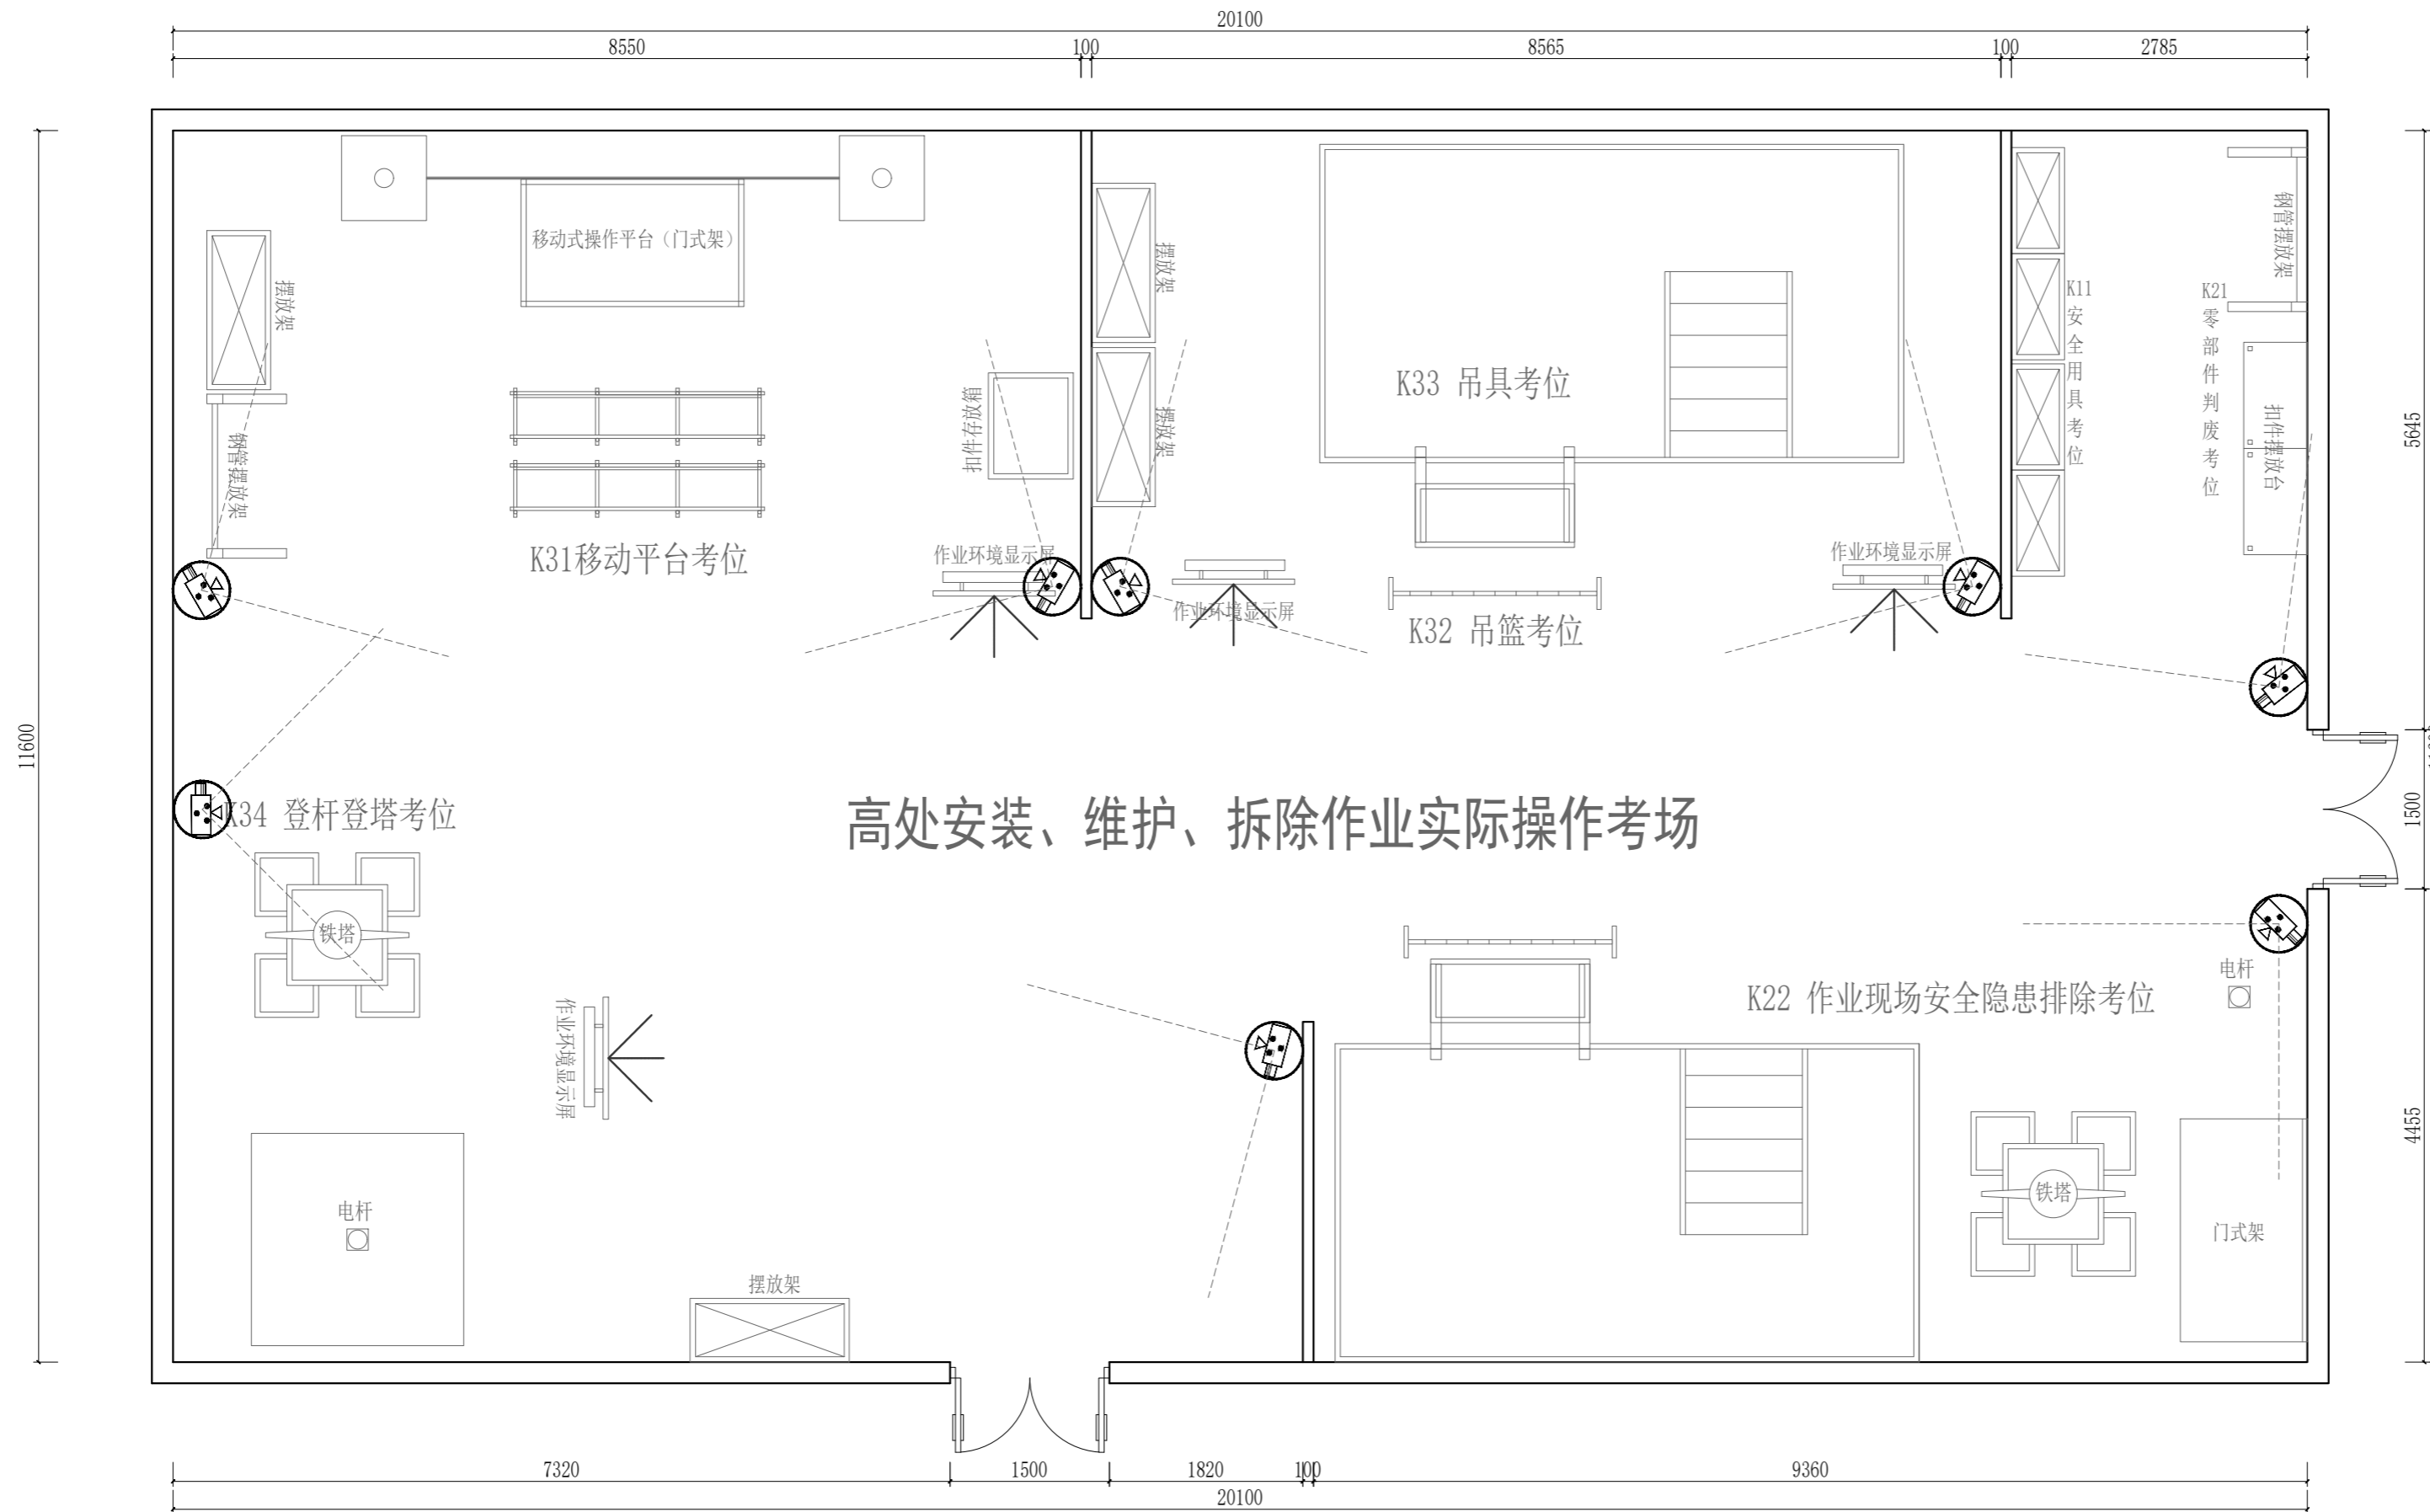 20100
8550
100
8565
100
2785
移动式操作平台（门式架）
摆放架
钢管摆放架
扣件存放箱
K31移动平台考位
作业环境显示屏
摆放架
摆放架
K33 吊具考位
作业环境显示屏
K32 吊篮考位
作业环境显示屏
K11安全用具考位
K21零部件判废考位
钢管摆放架
扣件摆放台
5645
11600
1500
4455
11600
K34 登杆登塔考位
高处安装、维护、拆除作业实际操作考场
铁塔
作业环境显示屏
电杆
摆放架
K22 作业现场安全隐患排除考位
电杆
铁塔
门式架
7320
1500
1820
100
9360
20100